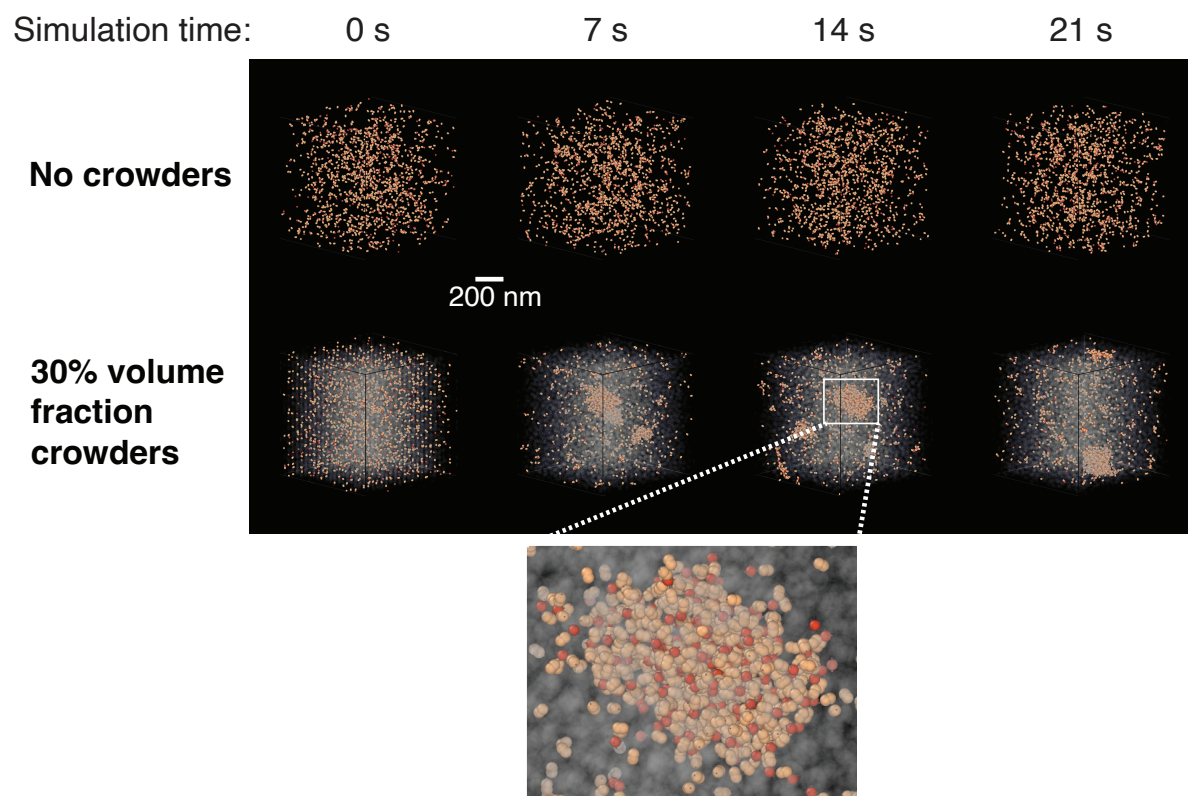 Simulation time: 0 s 7 s 14 s 21 s
No crowders
200 nm
30% volume
fraction
crowders